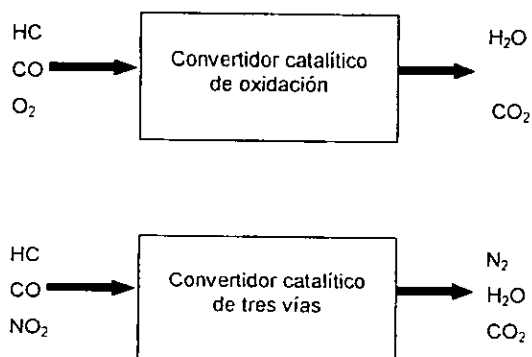 HC
CO
O₂
Convertidor catalítico
de oxidación
H₂O
CO₂
HC
CO
NO₂
Convertidor catalítico
de tres vías
N₂
H₂O
CO₂